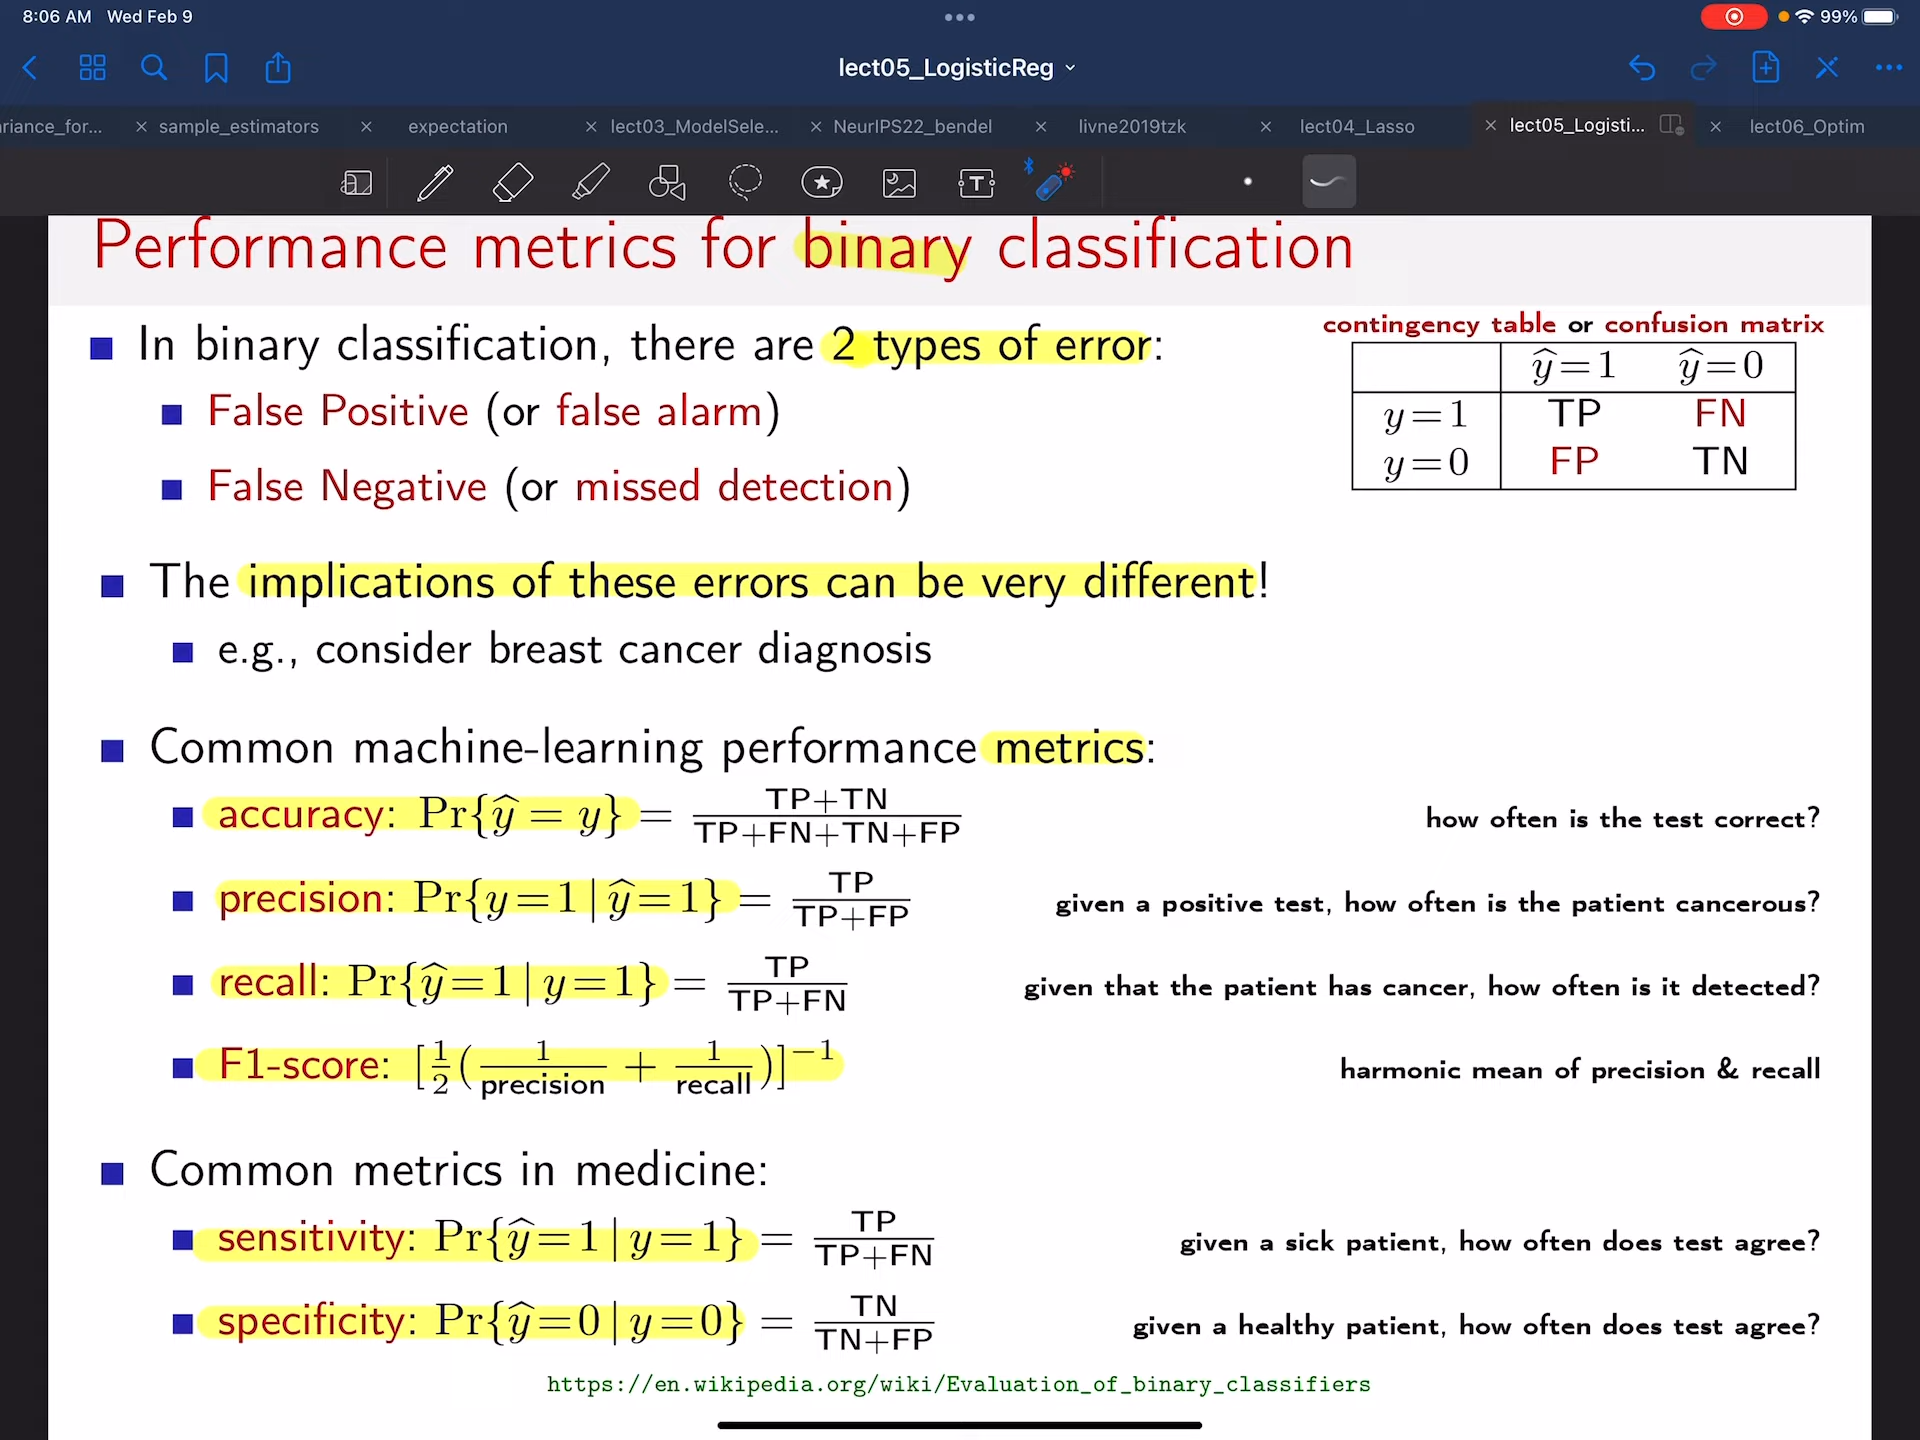 8:06 AM Wed Feb 9
99%
lect05_LogisticReg
riance_for...
sample_estimators
expectation
lect03_ModelSele...
NeurIPS22_bendel
livne2019tzk
lect04_Lasso
lect05_Logisti...
lect06_Optim
Performance metrics for binary classification
In binary classification, there are 2 types of error:
False Positive (or false alarm)
False Negative (or missed detection)
contingency table or confusion matrix
ŷ=1 ŷ=0
y=1 TP FN
y=0 FP TN
The implications of these errors can be very different!
e.g., consider breast cancer diagnosis
Common machine-learning performance metrics:
accuracy: Pr{ŷ = y} = TP+TN / TP+FN+TN+FP how often is the test correct?
precision: Pr{y=1 | ŷ=1} = TP / TP+FP given a positive test, how often is the patient cancerous?
recall: Pr{ŷ=1 | y=1} = TP / TP+FN given that the patient has cancer, how often is it detected?
F1-score: [1/2(1/precision + 1/recall)]⁻¹ harmonic mean of precision & recall
Common metrics in medicine:
sensitivity: Pr{ŷ=1 | y=1} = TP / TP+FN given a sick patient, how often does test agree?
specificity: Pr{ŷ=0 | y=0} = TN / TN+FP given a healthy patient, how often does test agree?
https://en.wikipedia.org/wiki/Evaluation_of_binary_classifiers